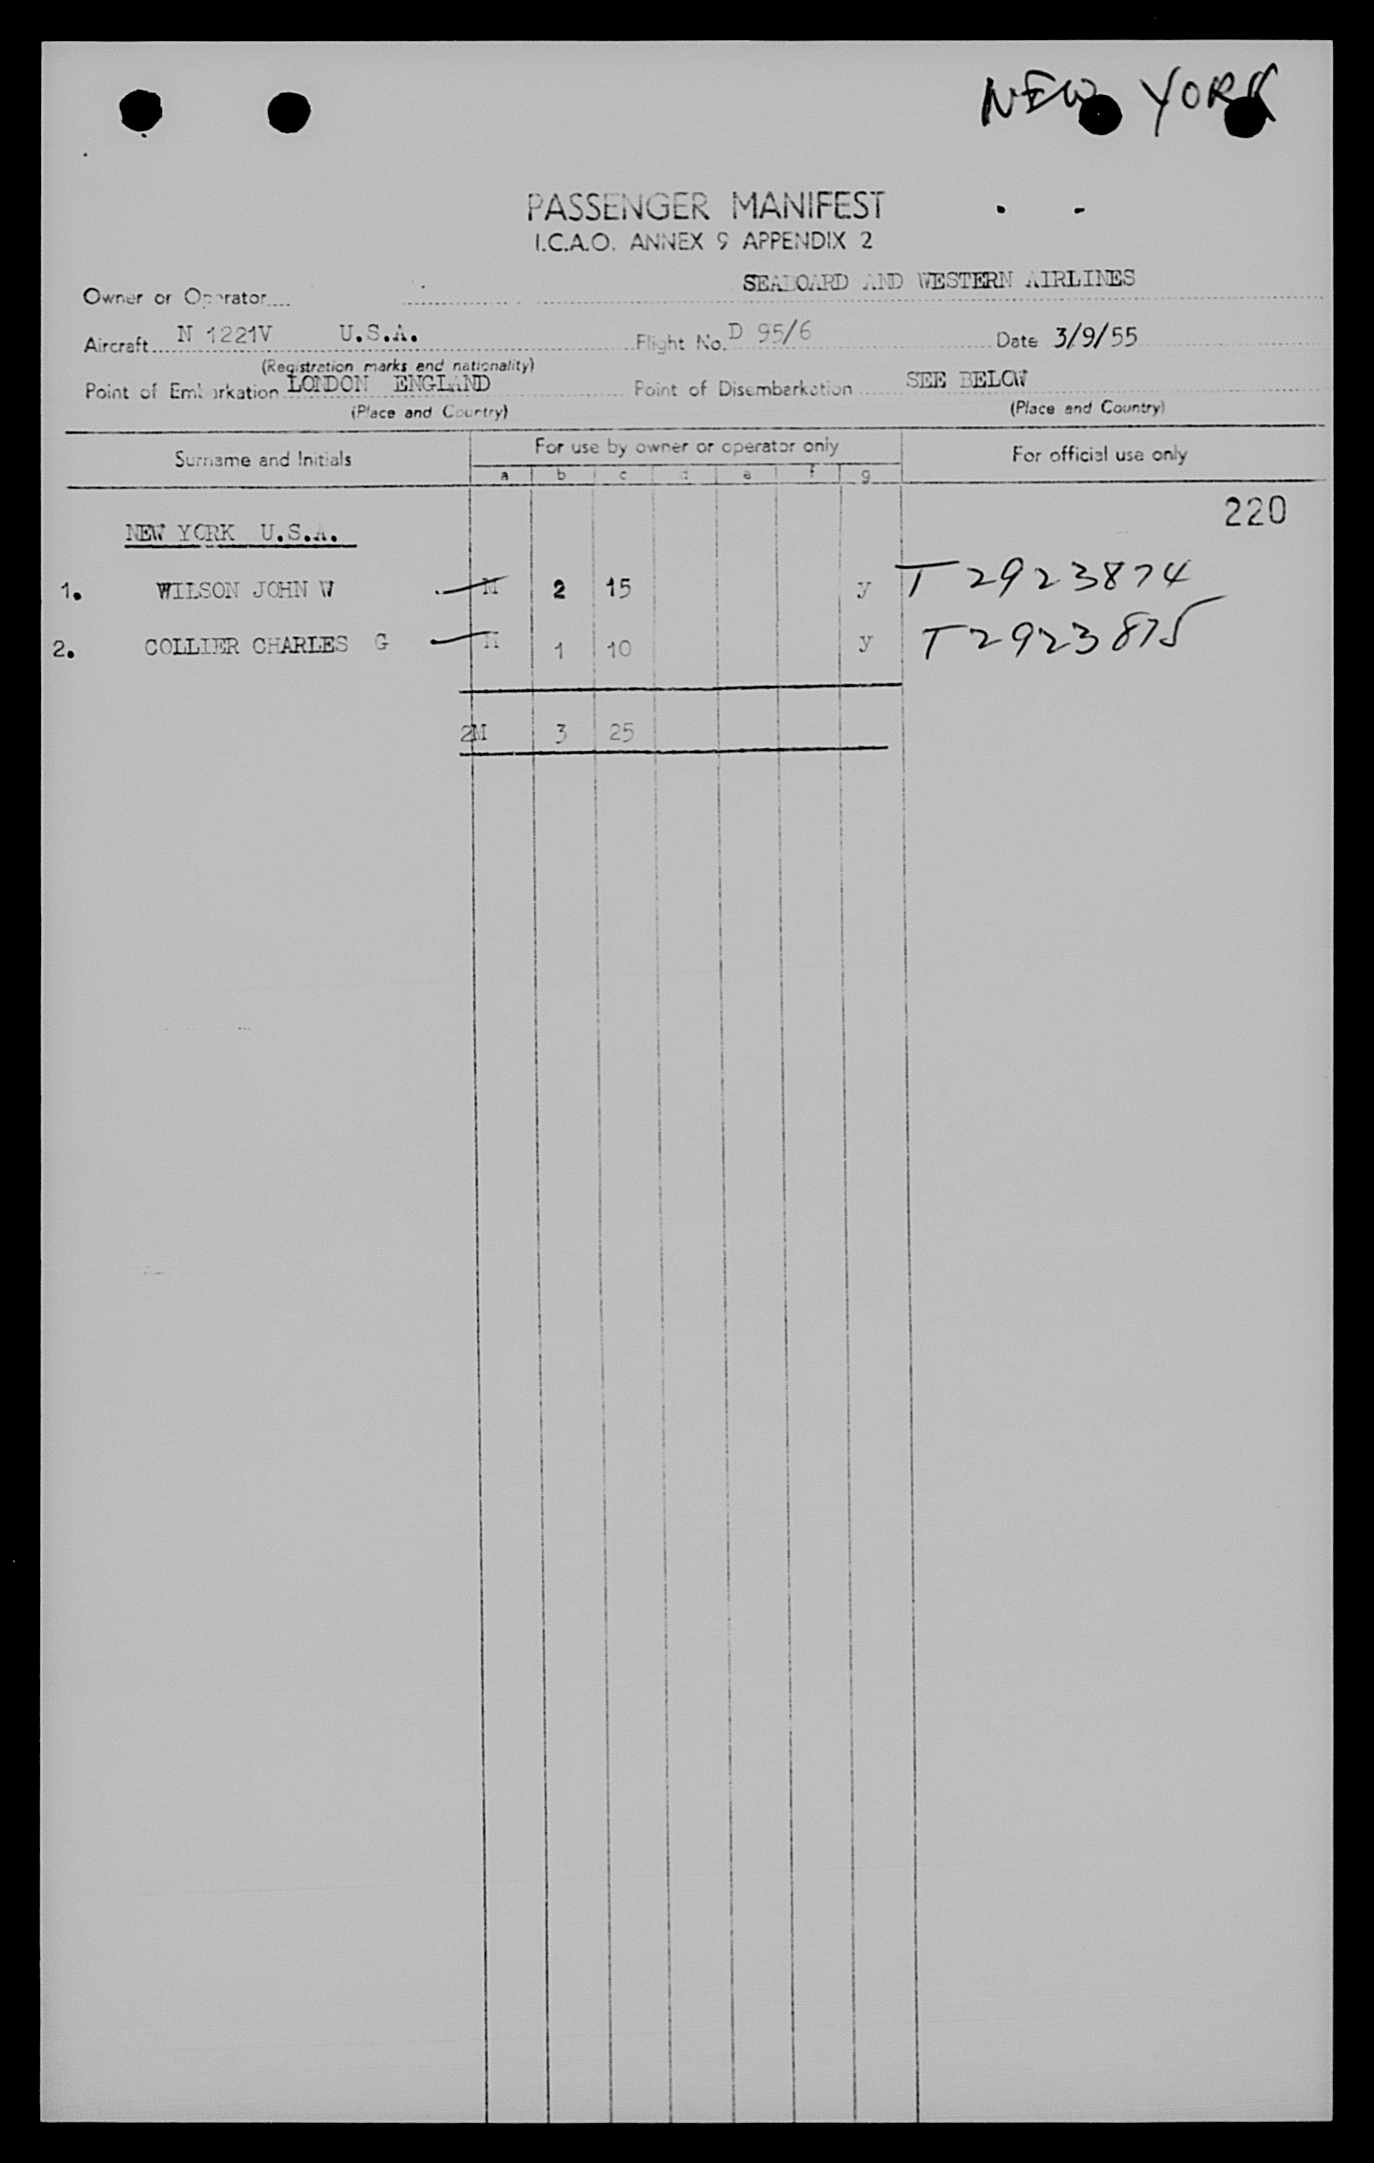 NEW YORK
PASSENGER MANIFEST
I.C.A.O. ANNEX 9 APPENDIX 2
Owner or Operator SEABOARD AND WESTERN AIRLINES
Aircraft N 1221V U.S.A. Flight No. D 95/6 Date 3/9/55
(Registration marks and nationality)
Point of Embarkation LONDON ENGLAND Point of Disembarkation SEE BELOW
(Place and Country) (Place and Country)
Surname and Initials For use by owner or operator only For official use only
a b c d e f g
220
NEW YORK U.S.A.
1. WILSON JOHN W M 2 15 y T2923874
2. COLLIER CHARLES G M 1 10 y T2923875
2M 3 25